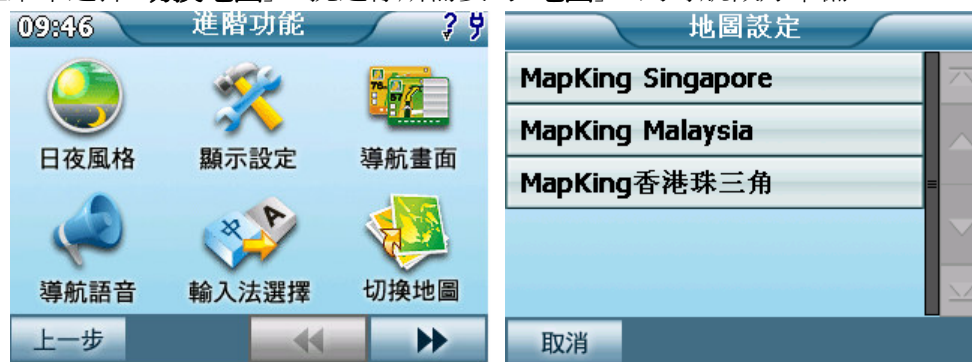 09:46 進階功能
日夜風格 顯示設定 導航畫面
導航語音 輸入法選擇 切換地圖
上一步
地圖設定
MapKing Singapore
MapKing Malaysia
MapKing香港珠三角
取消